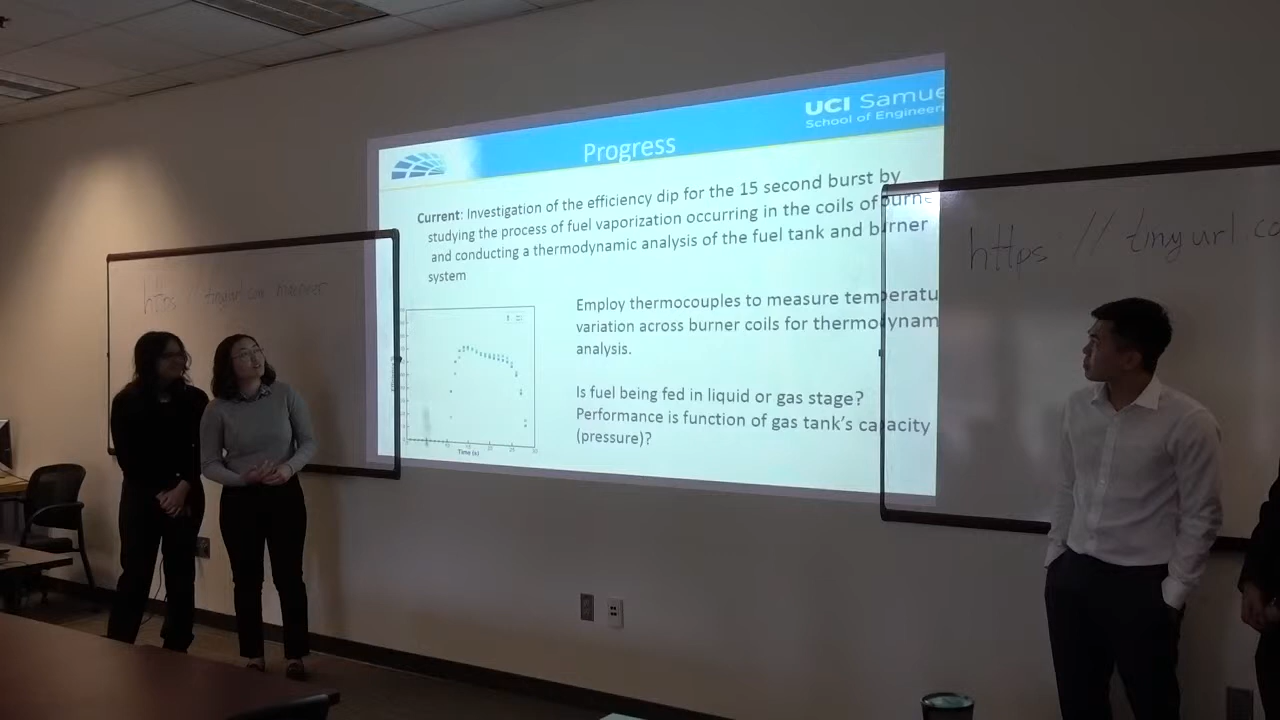 UCI Samue
School of Engineeri
Progress
Current: Investigation of the efficiency dip for the 15 second burst by
studying the process of fuel vaporization occurring in the coils of burne
and conducting a thermodynamic analysis of the fuel tank and burner
system
Employ thermocouples to measure temperatu
variation across burner coils for thermodynam
analysis.
Is fuel being fed in liquid or gas stage?
Performance is function of gas tank's capacity
(pressure)?
Time (s)
https // tinyurl.com
https // tinyurl co